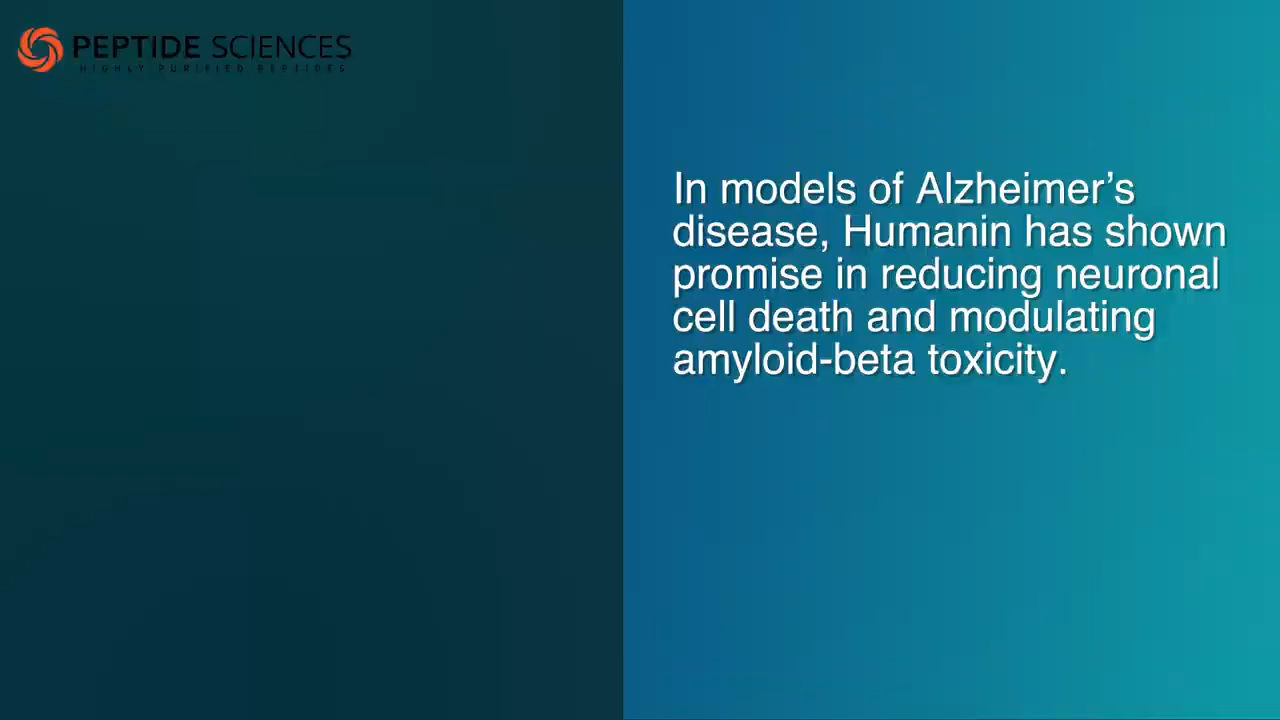 PEPTIDE SCIENCES
HIGHLY PURIFIED PEPTIDES
In models of Alzheimer’s
disease, Humanin has shown
promise in reducing neuronal
cell death and modulating
amyloid-beta toxicity.